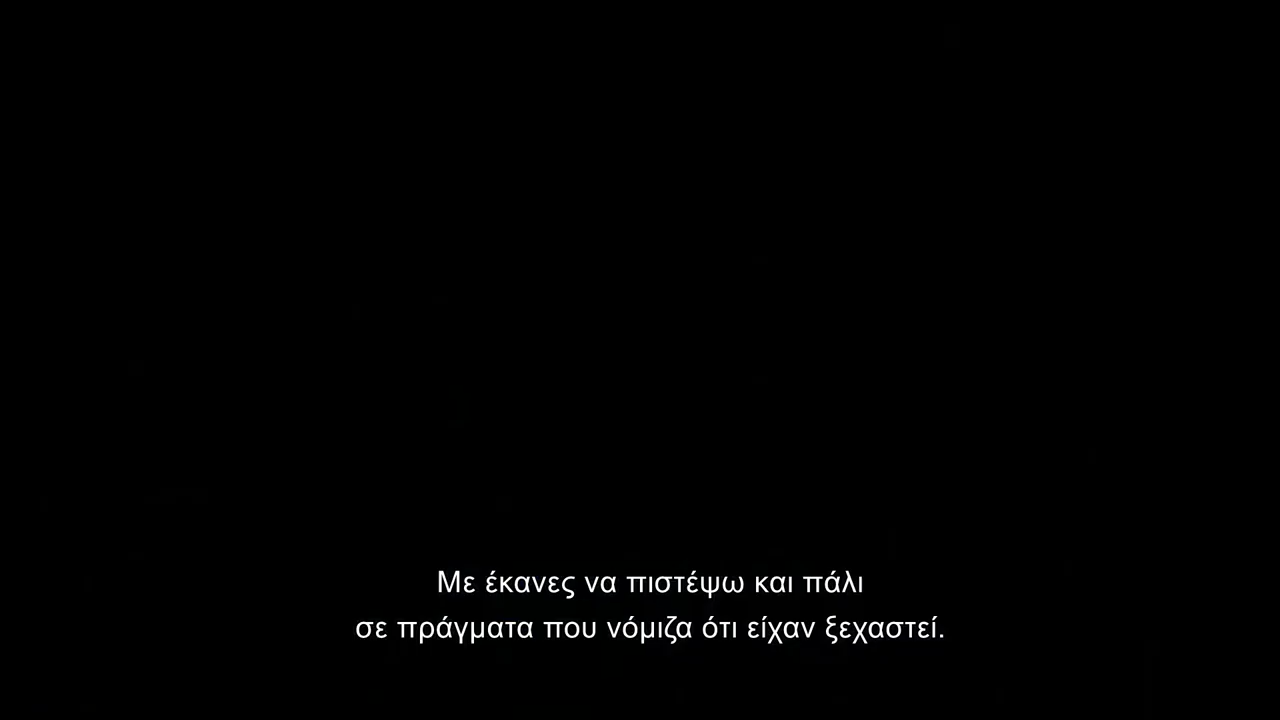 Με έκανες να πιστέψω και πάλι
σε πράγματα που νόμιζα ότι είχαν ξεχαστεί.